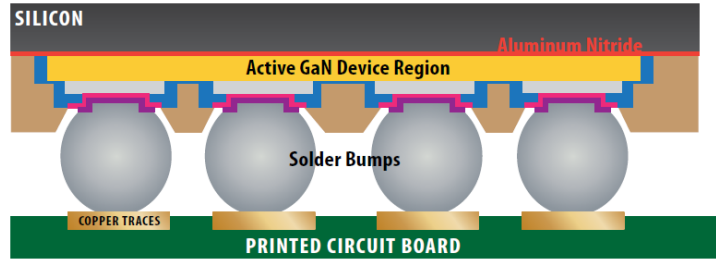 SILICON
Aluminum Nitride
Active GaN Device Region
Solder Bumps
COPPER TRACES
PRINTED CIRCUIT BOARD